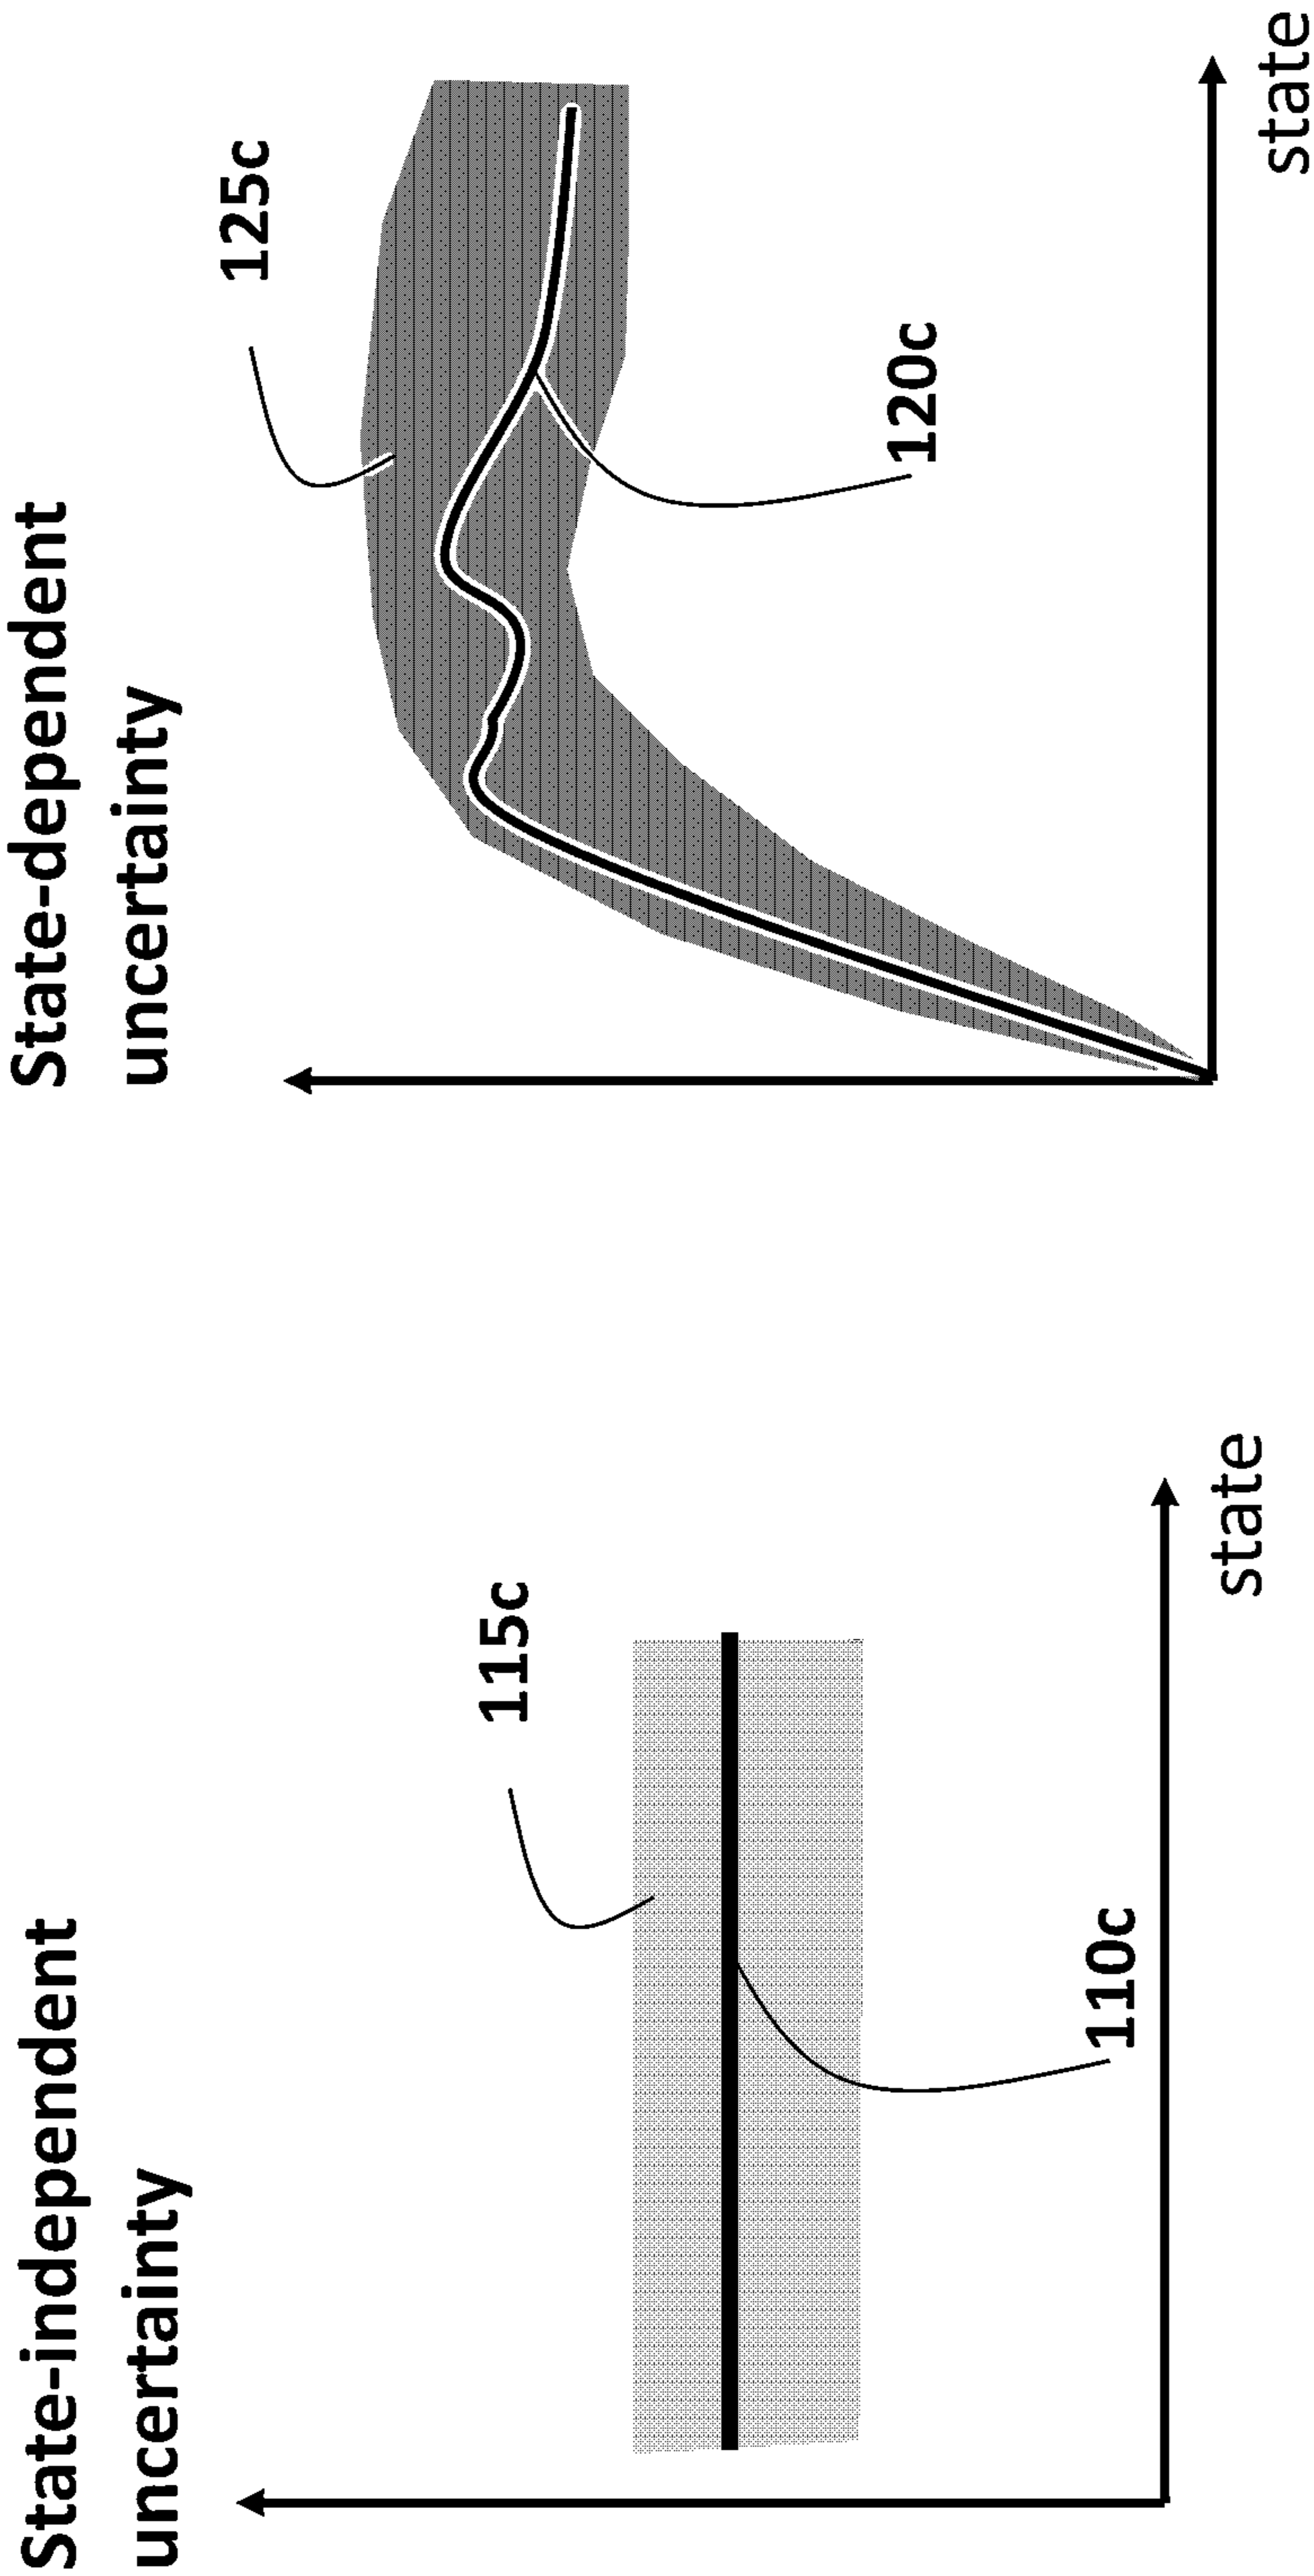 State-independent
uncertainty
115c
110c
state
State-dependent
uncertainty
125c
120c
state